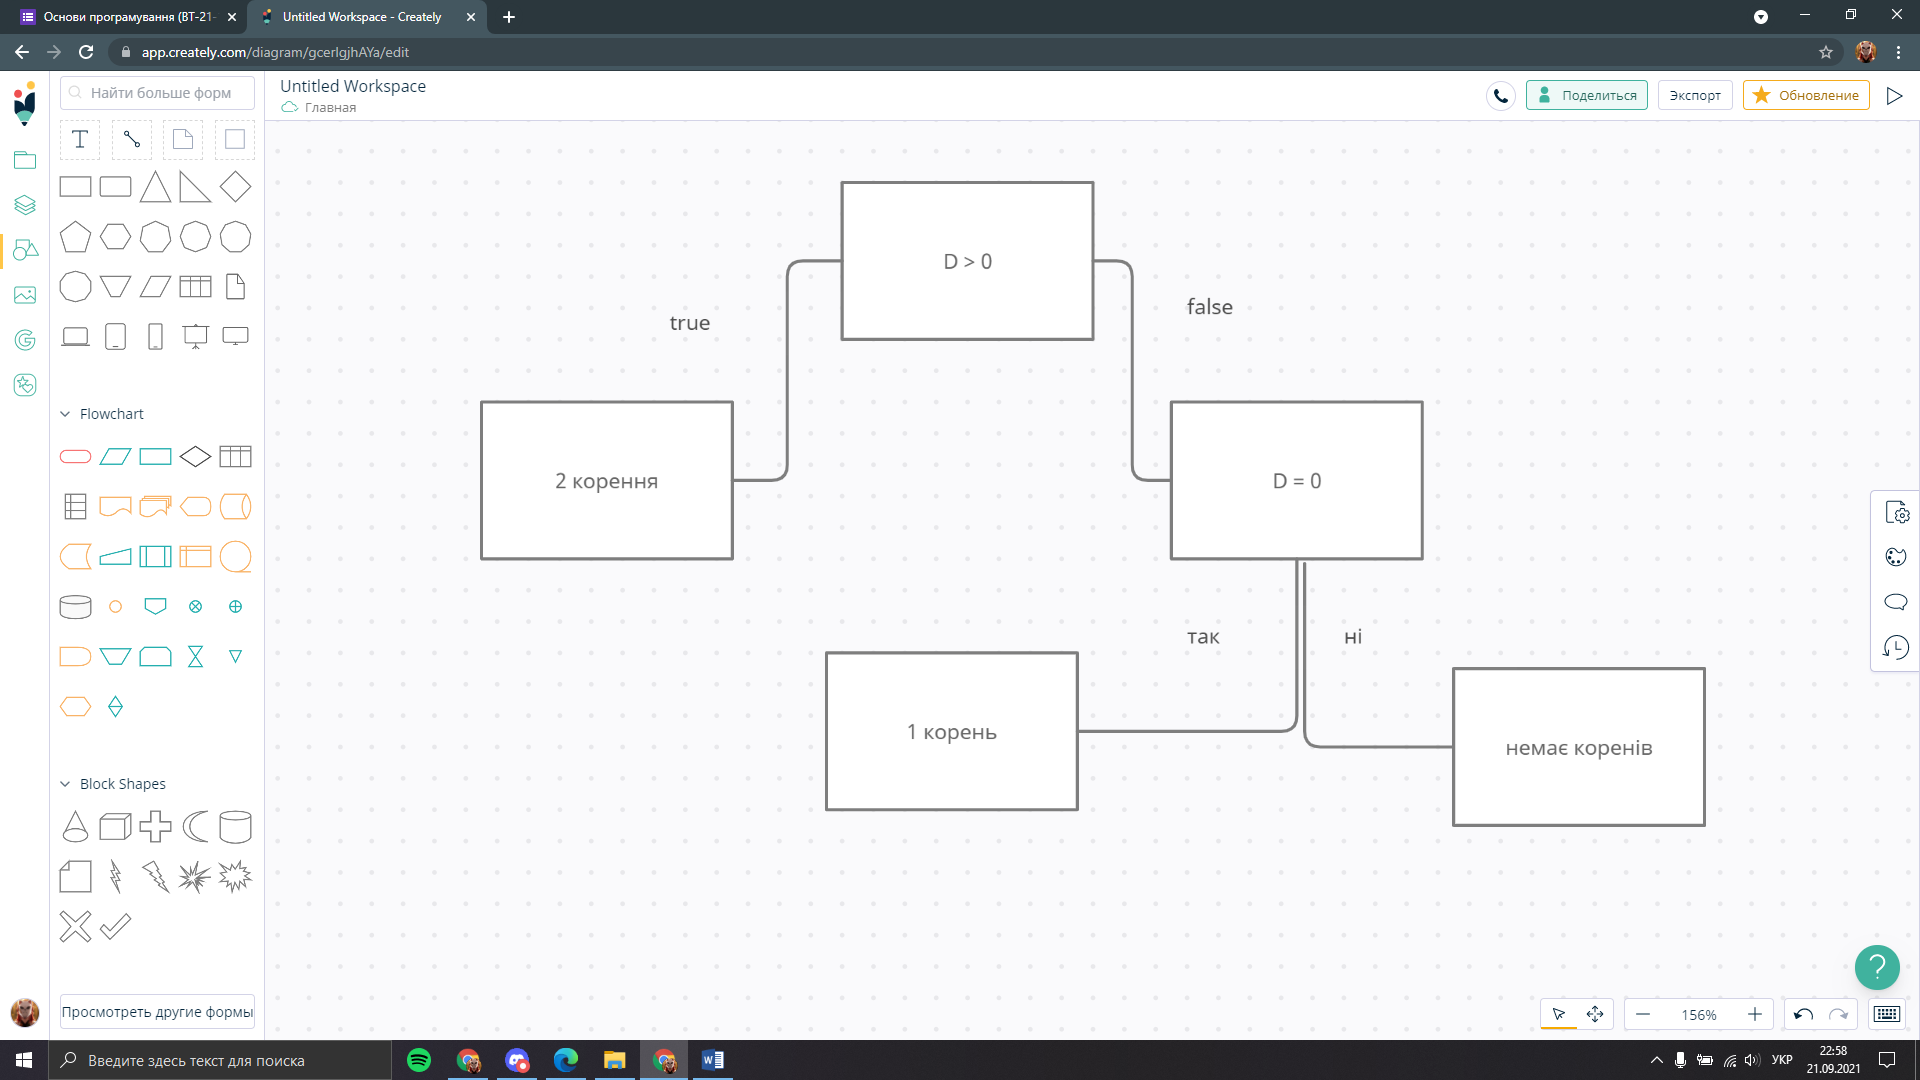 Основи програмування (ВТ-21-
Untitled Workspace - Creately
app.creately.com/diagram/gcerlgjhAYa/edit
Найти больше форм
Untitled Workspace
Главная
Поделиться
Экспорт
Обновление
T
D > 0
true
false
2 корення
D = 0
Flowchart
так
ні
1 корень
немає коренів
Block Shapes
Просмотреть другие формы
?
156%
Введите здесь текст для поиска
УКР
22:58
21.09.2021